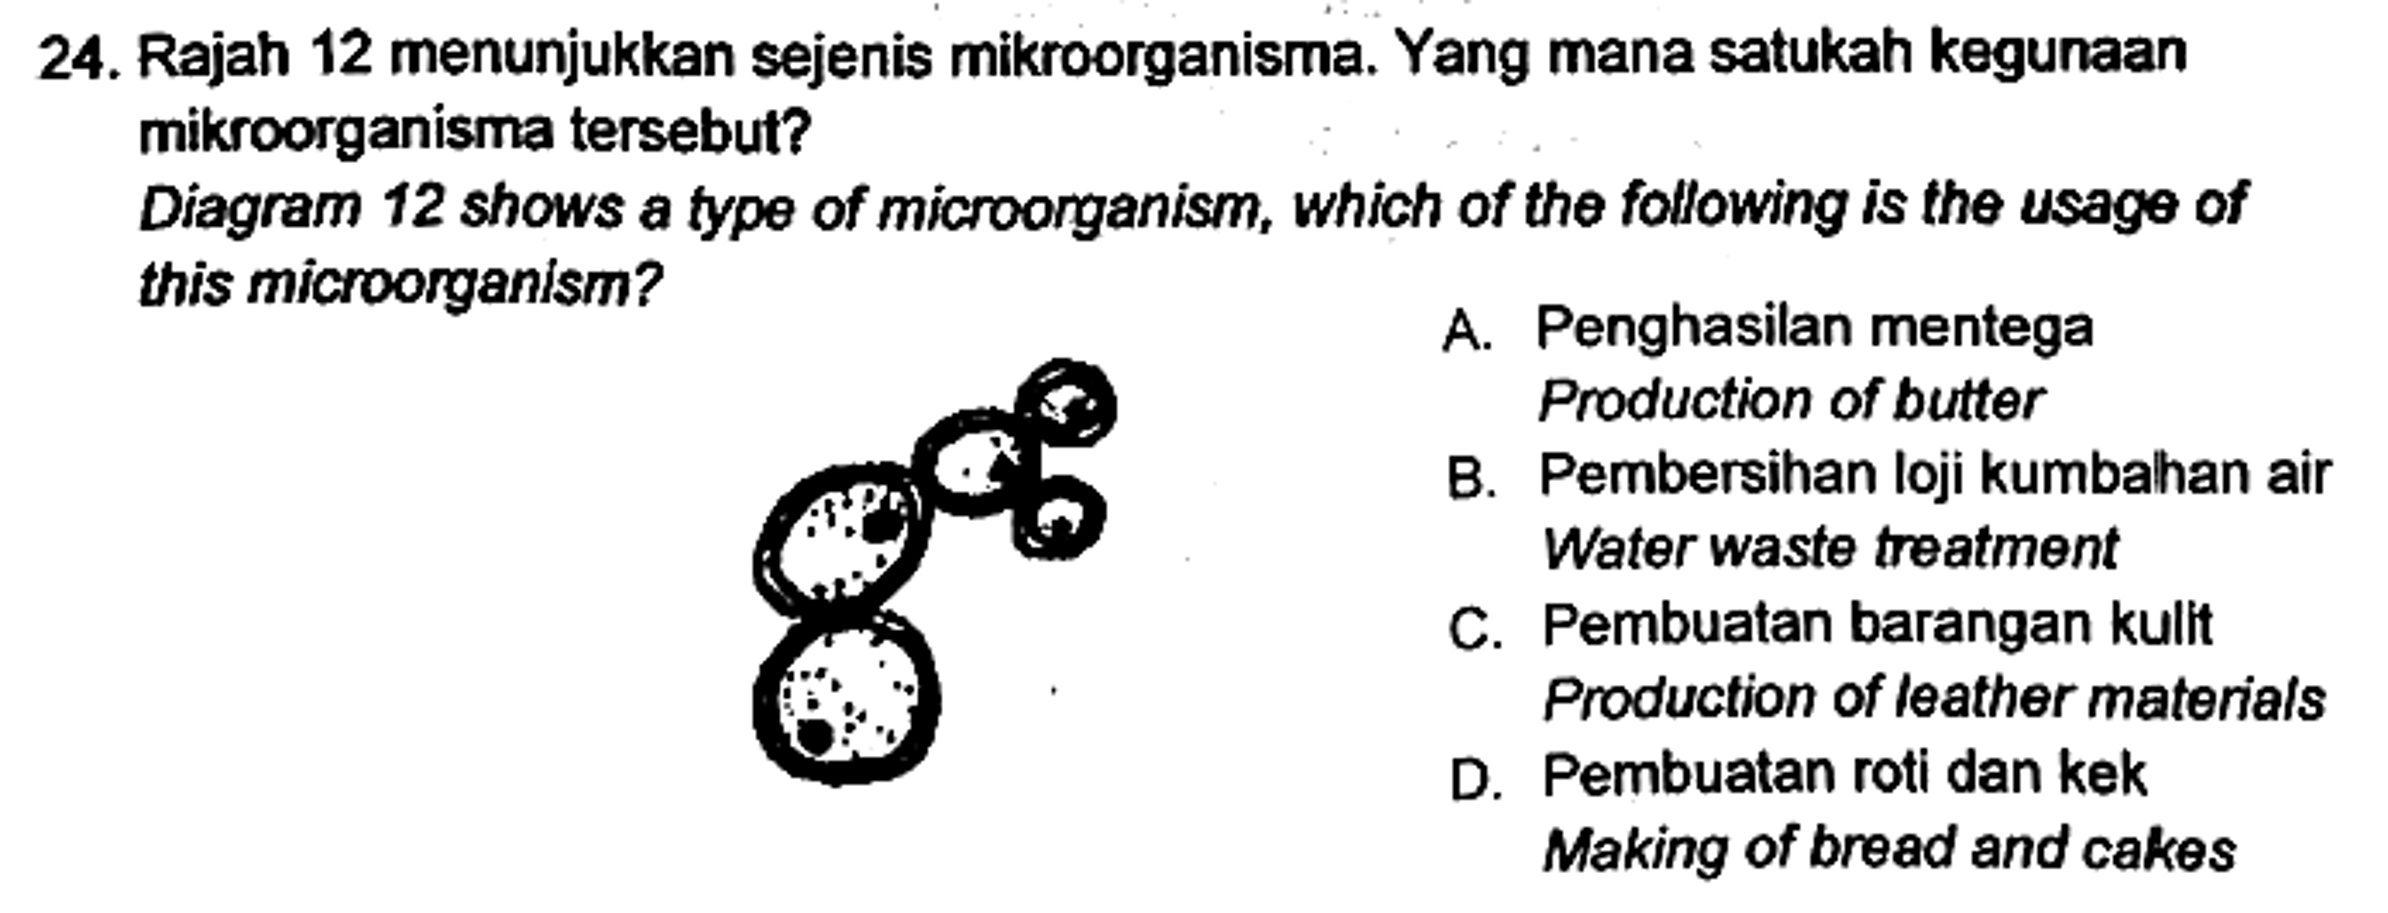 24. Rajah 12 menunjukkan sejenis mikroorganisma. Yang mana satukah kegunaan
mikroorganisma tersebut?
Diagram 12 shows a type of microorganism, which of the following is the usage of
this microorganism?
A. Penghasilan mentega
Production of butter
B. Pembersihan loji kumbahan air
Water waste treatment
C. Pembuatan barangan kulit
Production of leather materials
D. Pembuatan roti dan kek
Making of bread and cakes